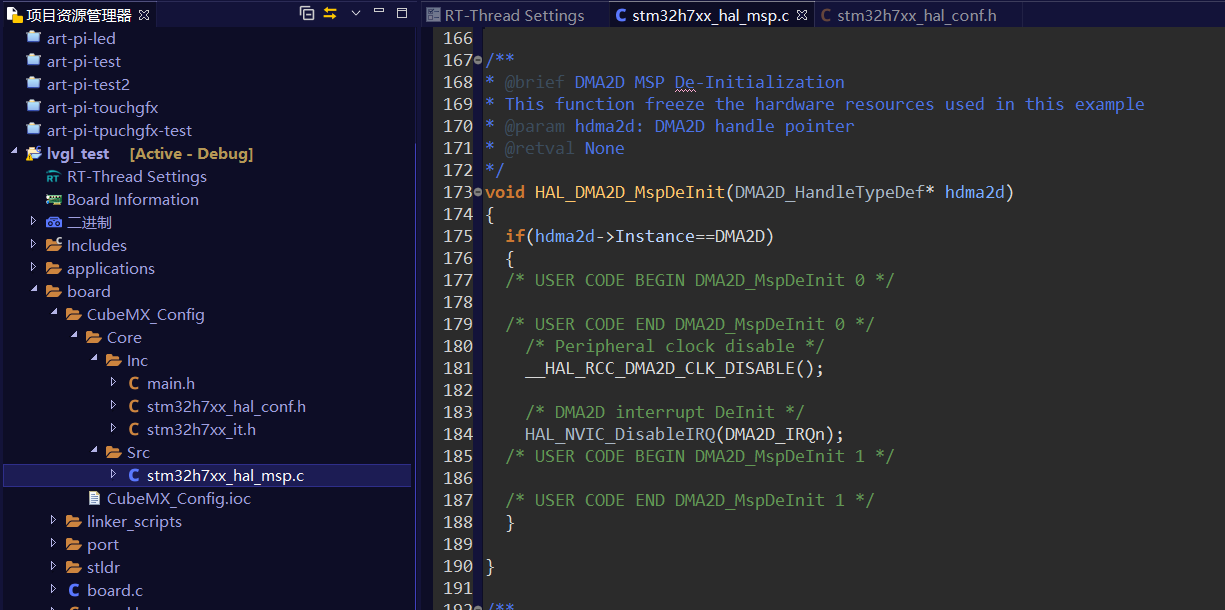 项目资源管理器
art-pi-led
art-pi-test
art-pi-test2
art-pi-touchgfx
art-pi-tpuchgfx-test
lvgl_test [Active - Debug]
RT-Thread Settings
Board Information
二进制
Includes
applications
board
CubeMX_Config
Core
Inc
main.h
stm32h7xx_hal_conf.h
stm32h7xx_it.h
Src
stm32h7xx_hal_msp.c
CubeMX_Config.ioc
linker_scripts
port
stldr
board.c
RT-Thread Settings stm32h7xx_hal_msp.c stm32h7xx_hal_conf.h
166
167 /**
168 * @brief DMA2D MSP De-Initialization
169 * This function freeze the hardware resources used in this example
170 * @param hdma2d: DMA2D handle pointer
171 * @retval None
172 */
173 void HAL_DMA2D_MspDeInit(DMA2D_HandleTypeDef* hdma2d)
174 {
175 if(hdma2d->Instance==DMA2D)
176 {
177 /* USER CODE BEGIN DMA2D_MspDeInit 0 */
178
179 /* USER CODE END DMA2D_MspDeInit 0 */
180 /* Peripheral clock disable */
181 __HAL_RCC_DMA2D_CLK_DISABLE();
182
183 /* DMA2D interrupt DeInit */
184 HAL_NVIC_DisableIRQ(DMA2D_IRQn);
185 /* USER CODE BEGIN DMA2D_MspDeInit 1 */
186
187 /* USER CODE END DMA2D_MspDeInit 1 */
188 }
189
190 }
191
192 /**